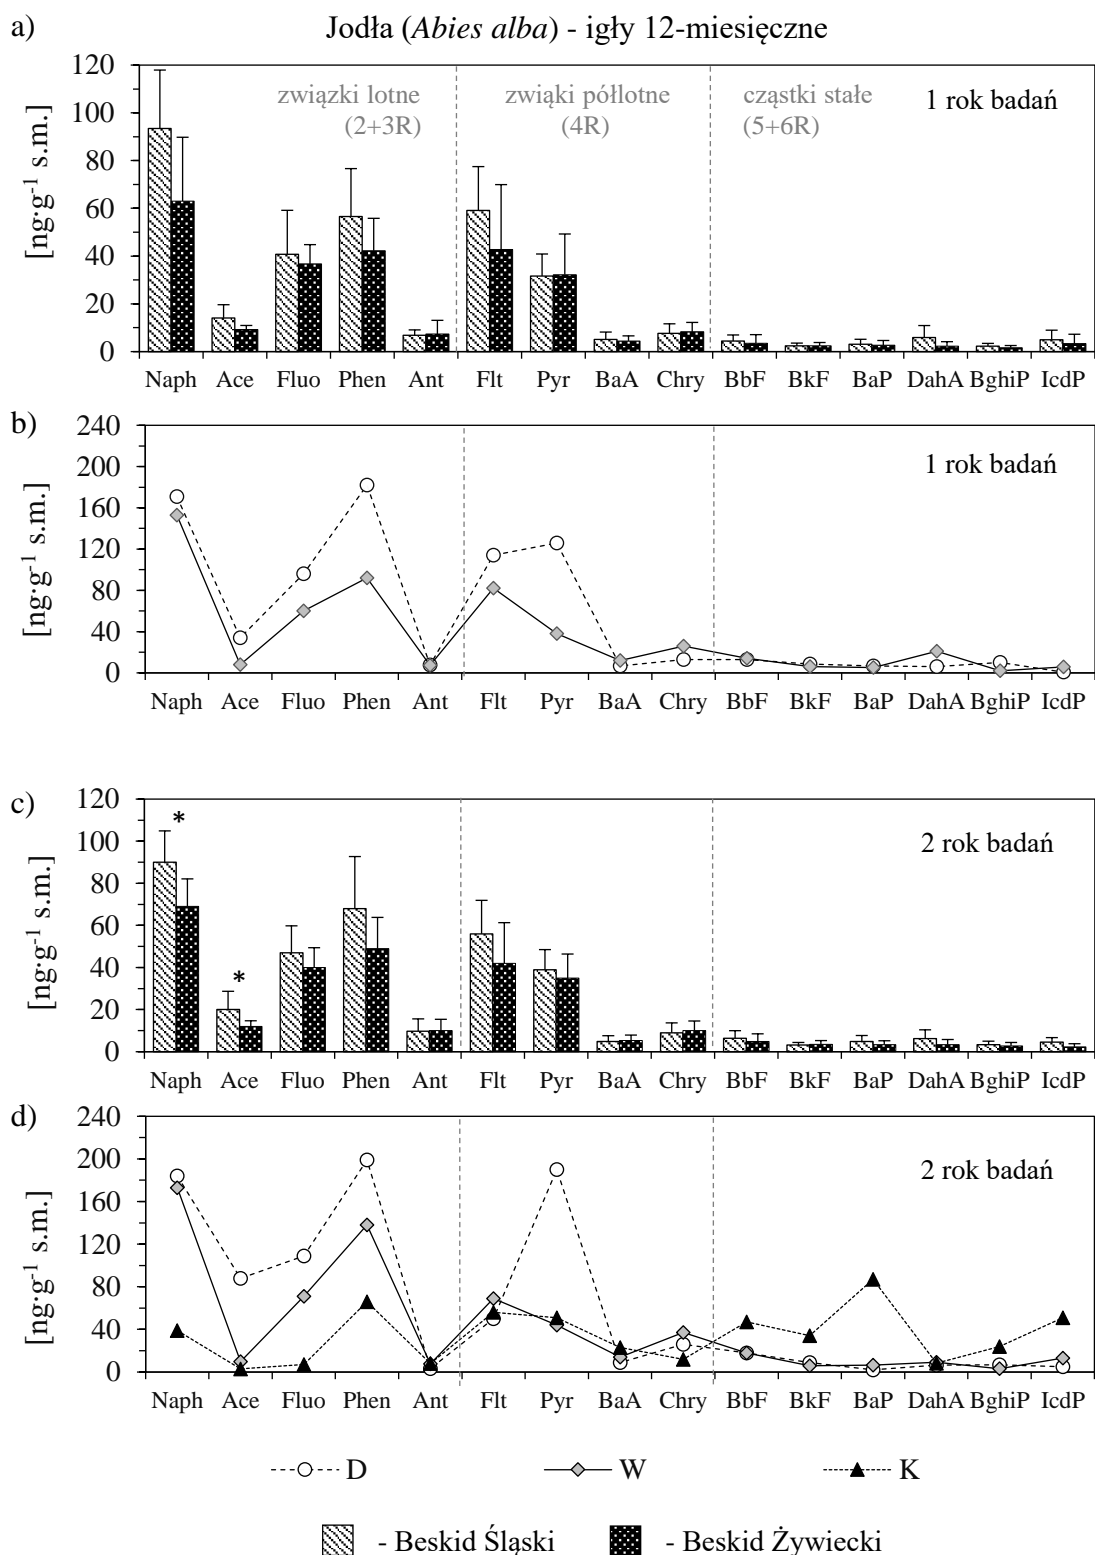 a) Jodła (Abies alba) - igły 12-miesięczne
120
100
80
60
40
20
0
[ng·g-1 s.m.]
związki lotne
(2+3R)
zwiąki półlotne
(4R)
cząstki stałe
(5+6R)
1 rok badań
Naph Ace Fluo Phen Ant Flt Pyr BaA Chry BbF BkF BaP DahA BghiP IcdP
b)
240
200
160
120
80
40
0
[ng·g-1 s.m.]
1 rok badań
Naph Ace Fluo Phen Ant Flt Pyr BaA Chry BbF BkF BaP DahA BghiP IcdP
c)
120
100
80
60
40
20
0
[ng·g-1 s.m.]
* *
2 rok badań
Naph Ace Fluo Phen Ant Flt Pyr BaA Chry BbF BkF BaP DahA BghiP IcdP
d)
240
200
160
120
80
40
0
[ng·g-1 s.m.]
2 rok badań
Naph Ace Fluo Phen Ant Flt Pyr BaA Chry BbF BkF BaP DahA BghiP IcdP
D W K
- Beskid Śląski - Beskid Żywiecki